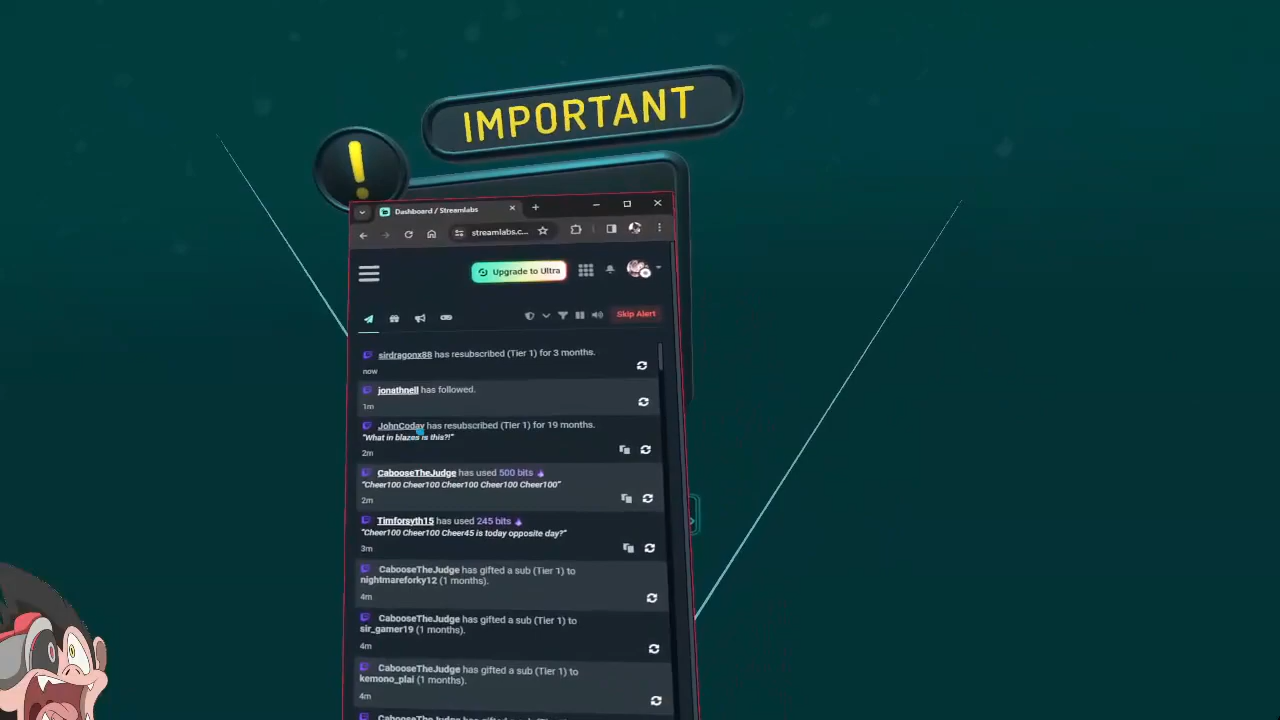 IMPORTANT
!
Dashboard / Streamlabs
streamlabs.c...
Upgrade to Ultra
Skip Alert
sirdragonx88 has resubscribed (Tier 1) for 3 months.
now
jonathnell has followed.
1m
JohnCoday has resubscribed (Tier 1) for 19 months.
"What in blazes is this?!"
2m
CabooseTheJudge has used 500 bits
"Cheer100 Cheer100 Cheer100 Cheer100 Cheer100"
2m
Timforsyth15 has used 245 bits
"Cheer100 Cheer100 Cheer45 is today opposite day?"
3m
CabooseTheJudge has gifted a sub (Tier 1) to
nightmareforky12 (1 months).
4m
CabooseTheJudge has gifted a sub (Tier 1) to
sir_gamer19 (1 months).
4m
CabooseTheJudge has gifted a sub (Tier 1) to
kemono_plai (1 months).
4m